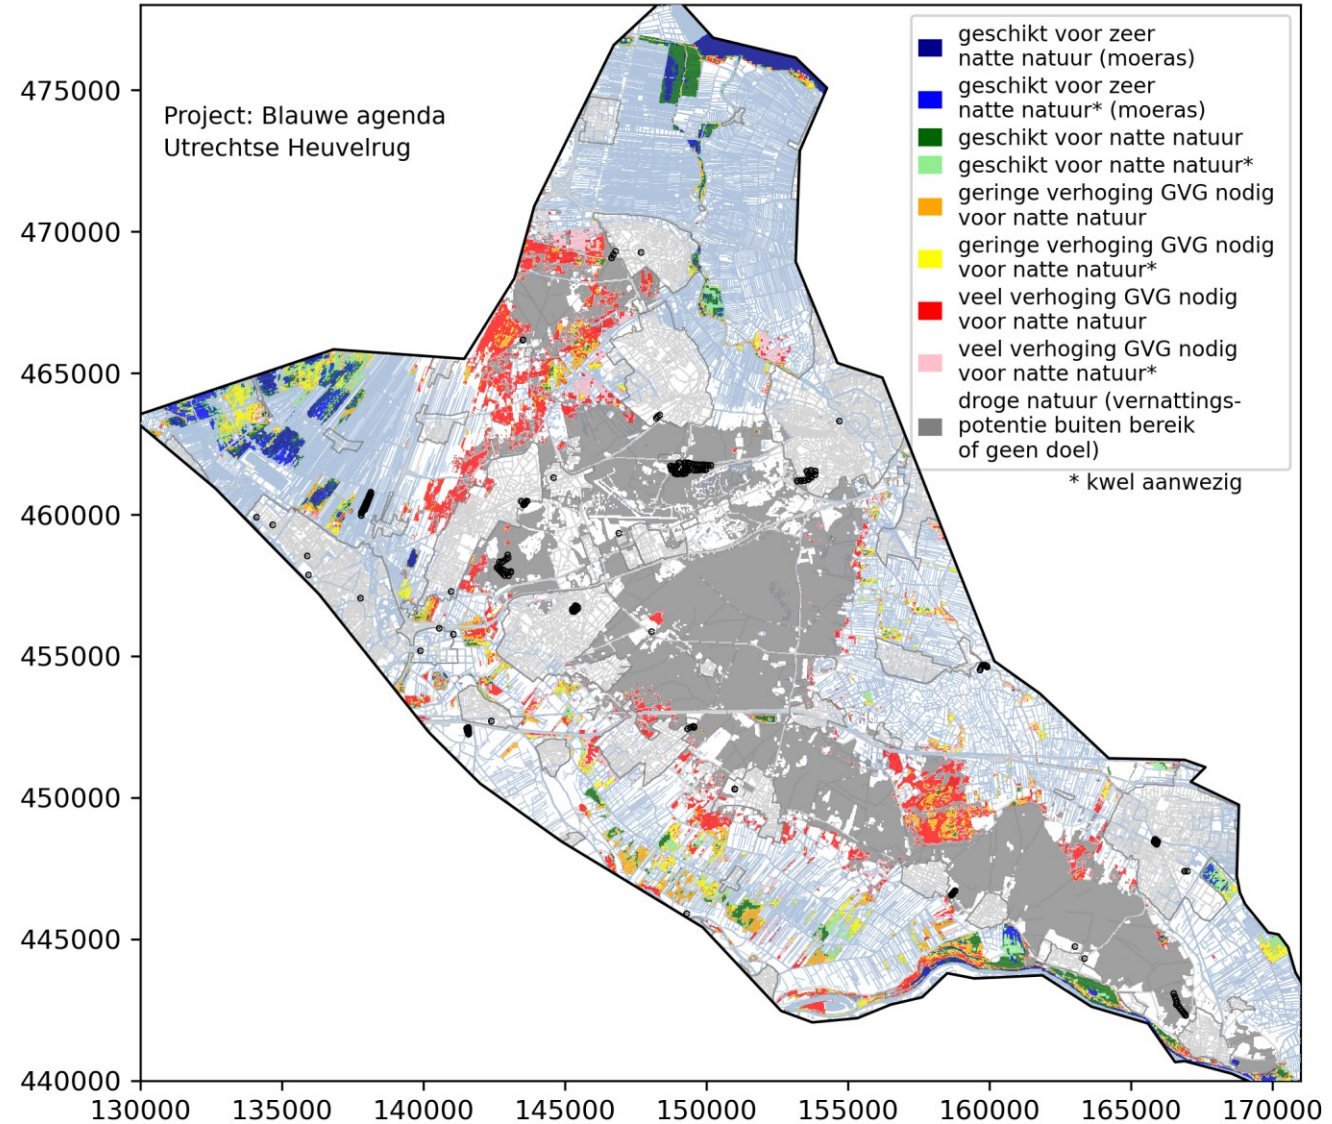 Project: Blauwe agenda
Utrechtse Heuvelrug
geschikt voor zeer
natte natuur (moeras)
geschikt voor zeer
natte natuur* (moeras)
geschikt voor natte natuur
geschikt voor natte natuur*
geringe verhoging GVG nodig
voor natte natuur
geringe verhoging GVG nodig
voor natte natuur*
veel verhoging GVG nodig
voor natte natuur
veel verhoging GVG nodig
voor natte natuur*
droge natuur (vernattings-
potentie buiten bereik
of geen doel)
* kwel aanwezig
475000
470000
465000
460000
455000
450000
445000
440000
130000 135000 140000 145000 150000 155000 160000 165000 170000